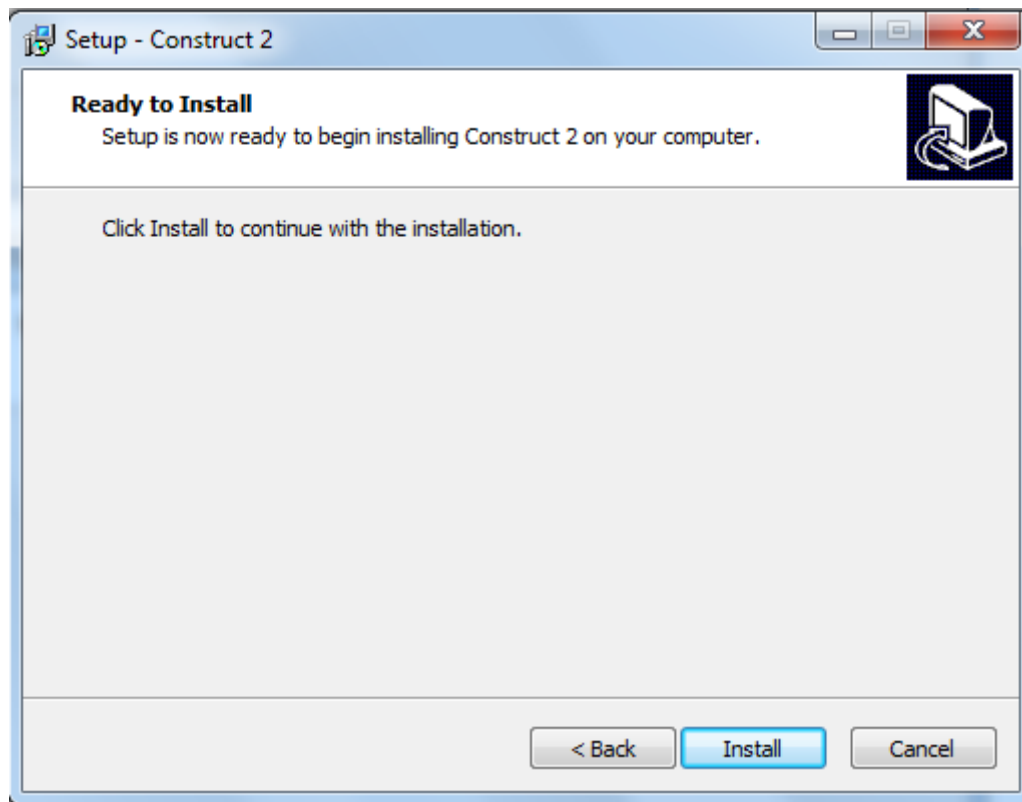 Setup - Construct 2
Ready to Install
Setup is now ready to begin installing Construct 2 on your computer.
Click Install to continue with the installation.
< Back Install Cancel